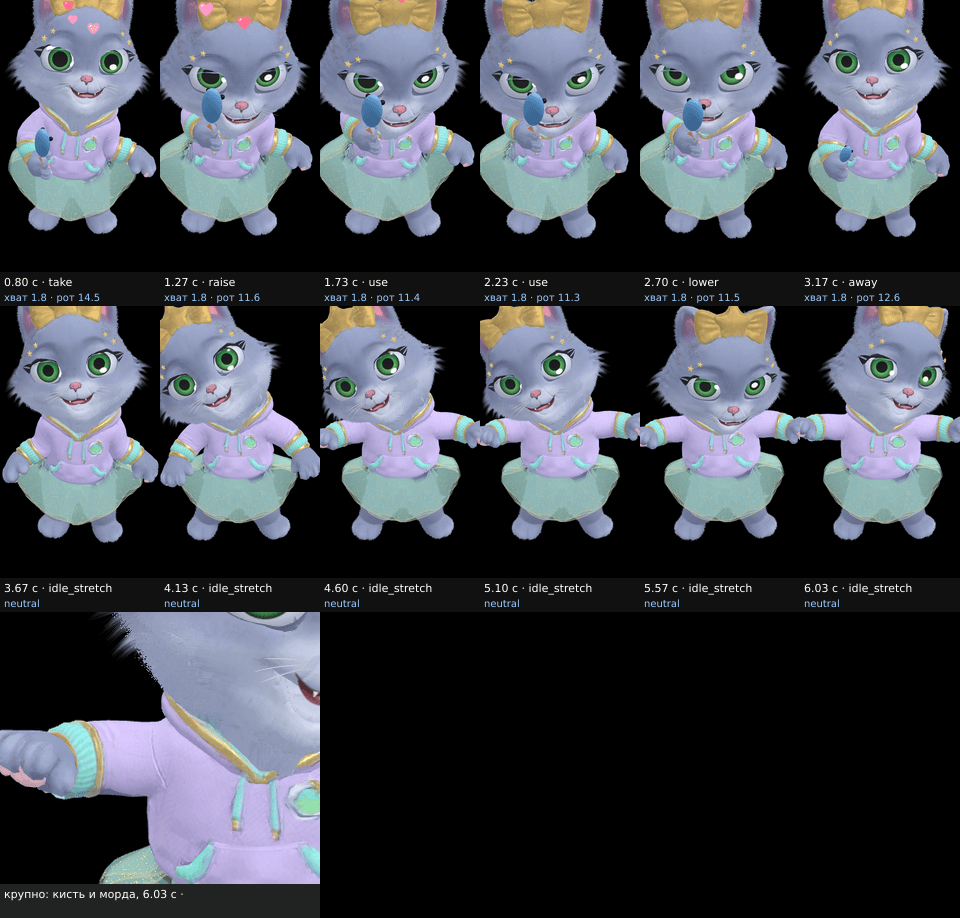 0.80 с · take
хват 1.8 · рот 14.5
1.27 с · raise
хват 1.8 · рот 11.6
1.73 с · use
хват 1.8 · рот 11.4
2.23 с · use
хват 1.8 · рот 11.3
2.70 с · lower
хват 1.8 · рот 11.5
3.17 с · away
хват 1.8 · рот 12.6
3.67 с · idle_stretch
neutral
4.13 с · idle_stretch
neutral
4.60 с · idle_stretch
neutral
5.10 с · idle_stretch
neutral
5.57 с · idle_stretch
neutral
6.03 с · idle_stretch
neutral
крупно: кисть и морда, 6.03 с ·